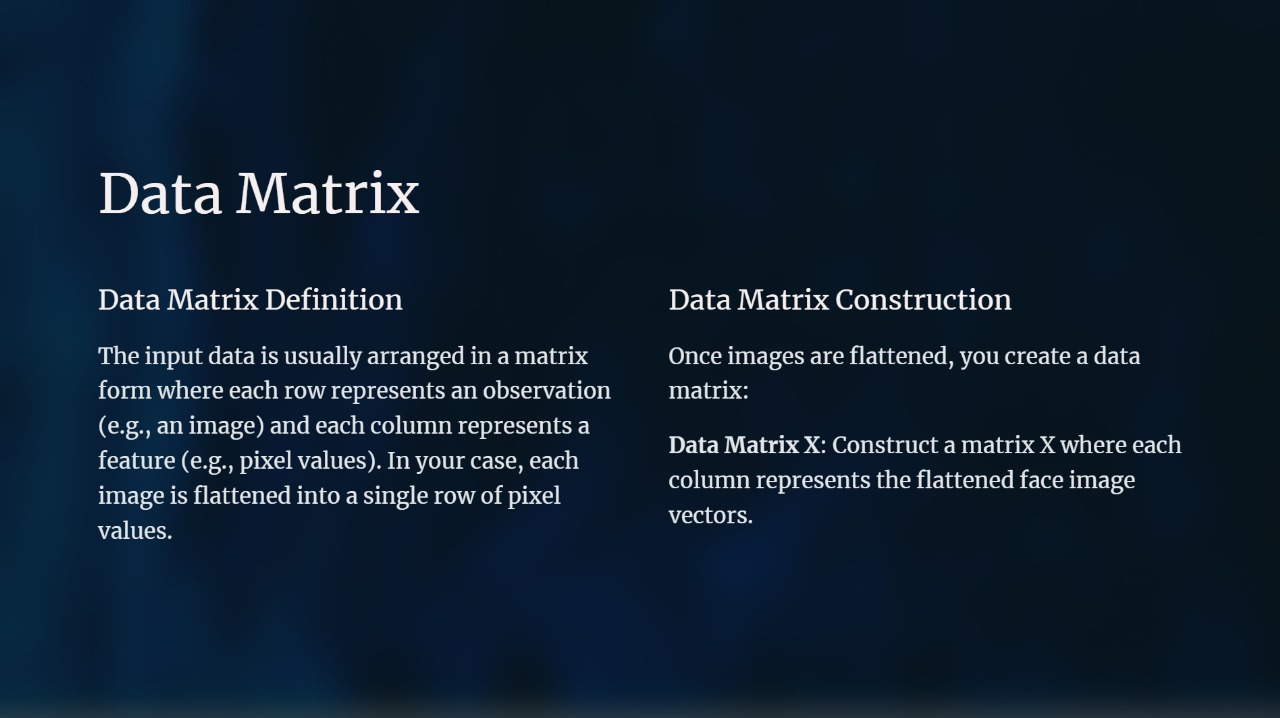 Data Matrix
Data Matrix Definition
The input data is usually arranged in a matrix
form where each row represents an observation
(e.g., an image) and each column represents a
feature (e.g., pixel values). In your case, each
image is flattened into a single row of pixel
values.
Data Matrix Construction
Once images are flattened, you create a data
matrix:
Data Matrix X: Construct a matrix X where each
column represents the flattened face image
vectors.